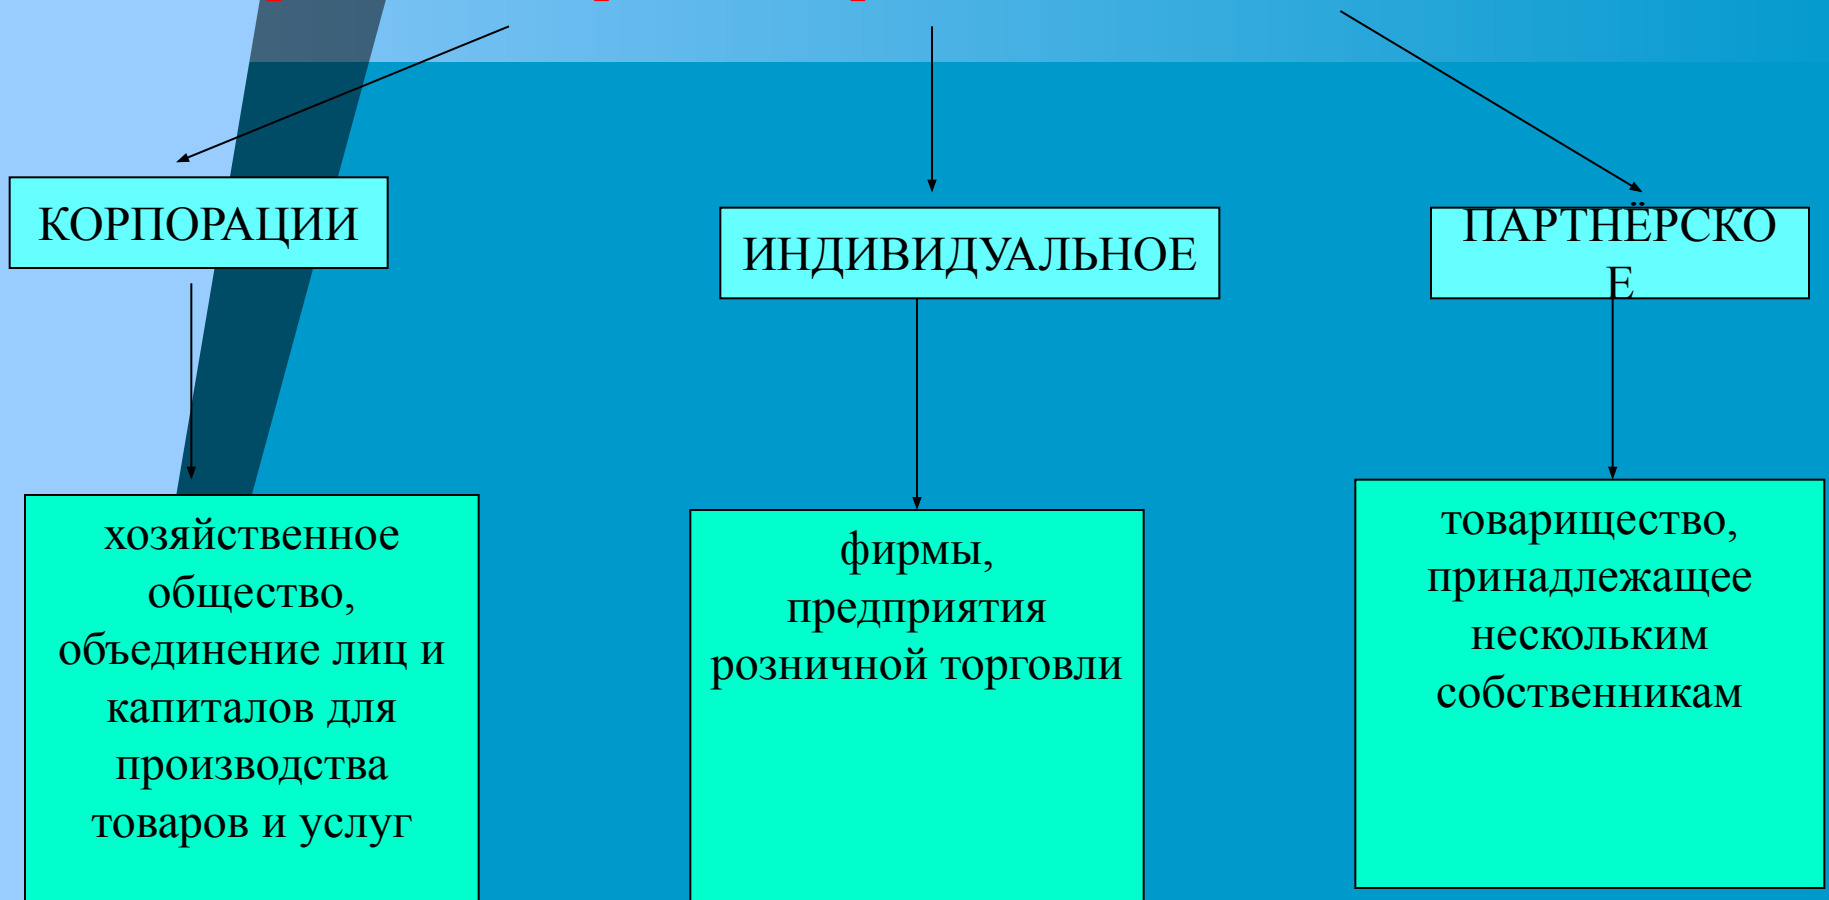 КОРПОРАЦИИ
ИНДИВИДУАЛЬНОЕ
ПАРТНЁРСКО
Е
хозяйственное
общество,
объединение лиц и
капиталов для
производства
товаров и услуг
фирмы,
предприятия
розничной торговли
товарищество,
принадлежащее
нескольким
собственникам